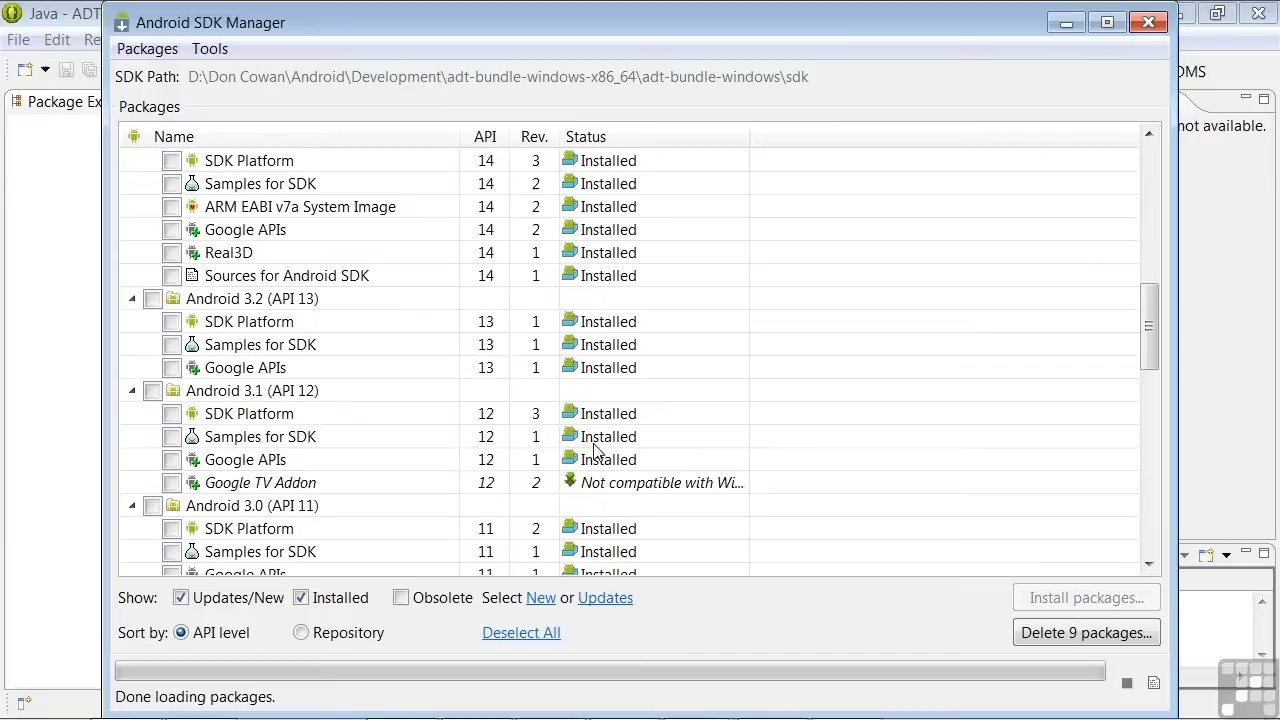 Java - ADT
Android SDK Manager
File Edit Re
Packages Tools
SDK Path: D:\Don Cowan\Android\Development\adt-bundle-windows-x86_64\adt-bundle-windows\sdk
DMS
Package Ex
Packages
not available.
Name API Rev. Status
SDK Platform 14 3 Installed
Samples for SDK 14 2 Installed
ARM EABI v7a System Image 14 2 Installed
Google APIs 14 2 Installed
Real3D 14 1 Installed
Sources for Android SDK 14 1 Installed
Android 3.2 (API 13)
SDK Platform 13 1 Installed
Samples for SDK 13 1 Installed
Google APIs 13 1 Installed
Android 3.1 (API 12)
SDK Platform 12 3 Installed
Samples for SDK 12 1 Installed
Google APIs 12 1 Installed
Google TV Addon 12 2 Not compatible with Wi...
Android 3.0 (API 11)
SDK Platform 11 2 Installed
Samples for SDK 11 1 Installed
Google APIs 11 1 Installed
Show: Updates/New Installed Obsolete Select New or Updates Install packages...
Sort by: API level Repository Deselect All Delete 9 packages...
Done loading packages.